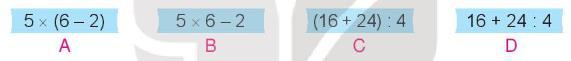 5 × (6 – 2) 5 × 6 – 2 (16 + 24) : 4 16 + 24 : 4
A B C D